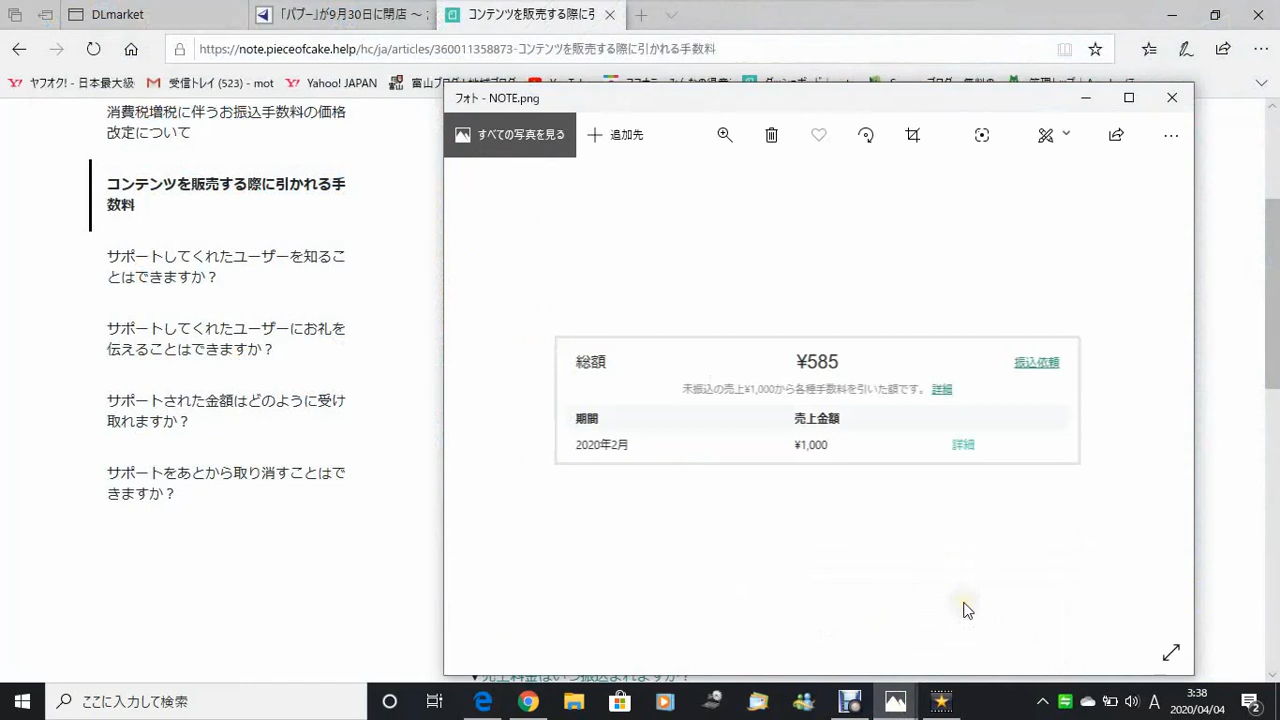 DLmarket
「パブー」が9月30日に閉店 ～
コンテンツを販売する際に引
https://note.pieceofcake.help/hc/ja/articles/360011358873-コンテンツを販売する際に引かれる手数料
ヤフオク! - 日本最大級
受信トレイ (523) - mot
Yahoo! JAPAN
消費税増税に伴うお振込手数料の価格
改定について
コンテンツを販売する際に引かれる手
数料
サポートしてくれたユーザーを知るこ
とはできますか？
サポートしてくれたユーザーにお礼を
伝えることはできますか？
サポートされた金額はどのように受け
取れますか？
サポートをあとから取り消すことはで
きますか？
フォト - NOTE.png
すべての写真を見る
追加先
総額 ¥585 振込依頼
未振込の売上¥1,000から各種手数料を引いた額です。 詳細
期間 売上金額
2020年2月 ¥1,000 詳細
ここに入力して検索
A
3:38
2020/04/04
2